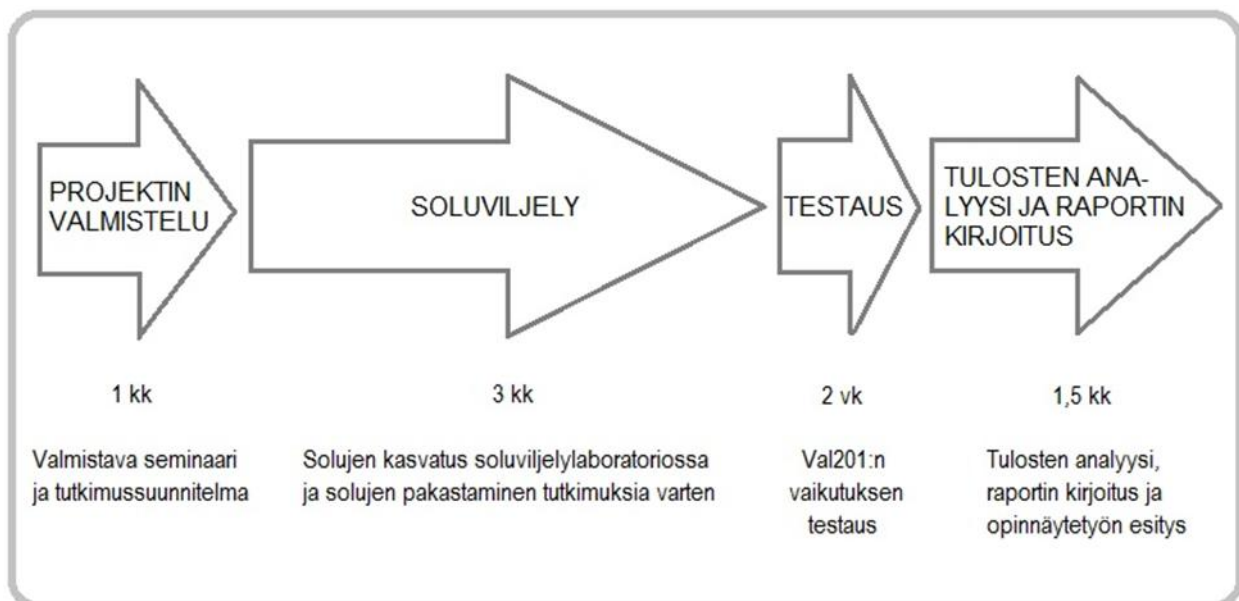 PROJEKTIN
VALMISTELU
SOLUVILJELY
TESTAUS
TULOSTEN ANA-
LYYSI JA RAPORTIN
KIRJOITUS
1 kk
3 kk
2 vk
1,5 kk
Valmistava seminaari
ja tutkimussuunnitelma
Solujen kasvatus soluviljelylaboratoriossa
ja solujen pakastaminen tutkimuksia varten
Val201:n
vaikutuksen
testaus
Tulosten analyysi,
raportin kirjoitus ja
opinnäytetyön esitys